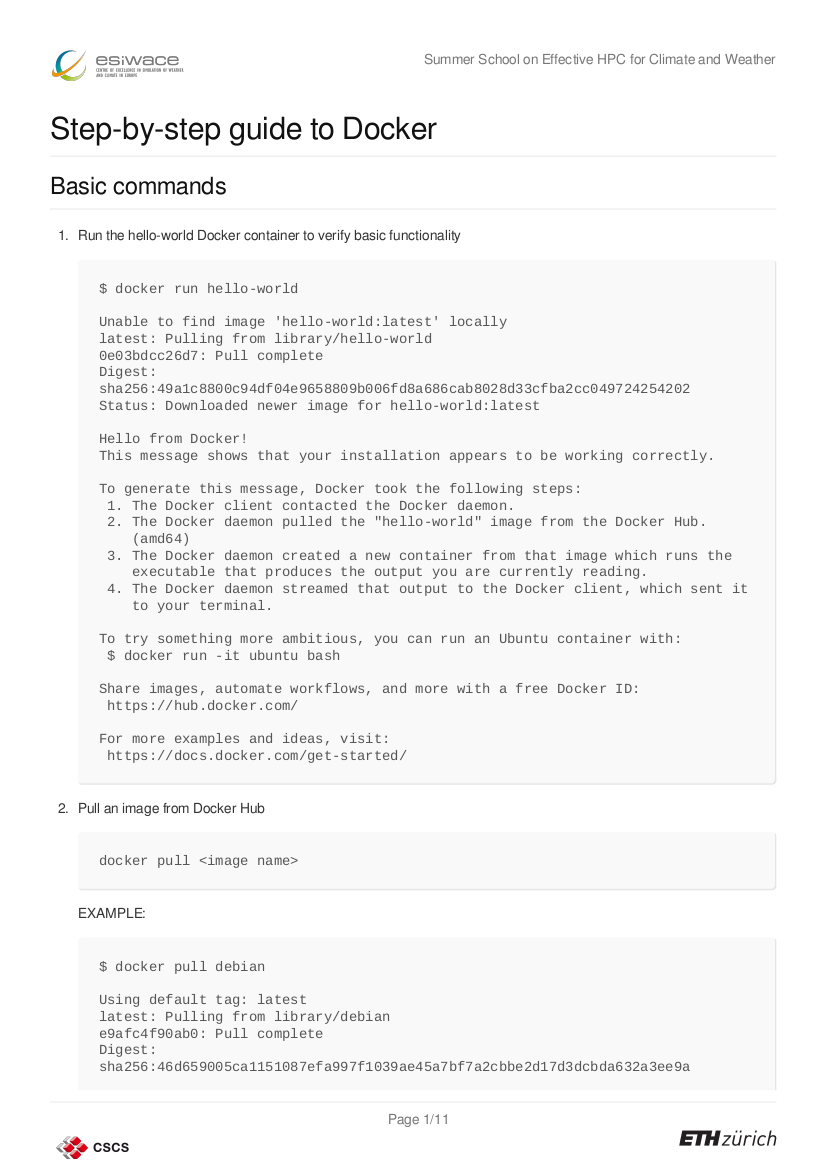 esiwace
CENTRE OF EXCELLENCE IN SIMULATION OF WEATHER
AND CLIMATE IN EUROPE
Summer School on Effective HPC for Climate and Weather
Step-by-step guide to Docker
Basic commands
1. Run the hello-world Docker container to verify basic functionality
$ docker run hello-world
Unable to find image 'hello-world:latest' locally
latest: Pulling from library/hello-world
0e03bdcc26d7: Pull complete
Digest:
sha256:49a1c8800c94df04e9658809b006fd8a686cab8028d33cfba2cc049724254202
Status: Downloaded newer image for hello-world:latest
Hello from Docker!
This message shows that your installation appears to be working correctly.
To generate this message, Docker took the following steps:
1. The Docker client contacted the Docker daemon.
2. The Docker daemon pulled the "hello-world" image from the Docker Hub.
(amd64)
3. The Docker daemon created a new container from that image which runs the
executable that produces the output you are currently reading.
4. The Docker daemon streamed that output to the Docker client, which sent it
to your terminal.
To try something more ambitious, you can run an Ubuntu container with:
$ docker run -it ubuntu bash
Share images, automate workflows, and more with a free Docker ID:
https://hub.docker.com/
For more examples and ideas, visit:
https://docs.docker.com/get-started/
2. Pull an image from Docker Hub
docker pull <image name>
EXAMPLE:
$ docker pull debian
Using default tag: latest
latest: Pulling from library/debian
e9afc4f90ab0: Pull complete
Digest:
sha256:46d659005ca1151087efa997f1039ae45a7bf7a2cbbe2d17d3dcbda632a3ee9a
Page 1/11
CSCS
ETH zürich